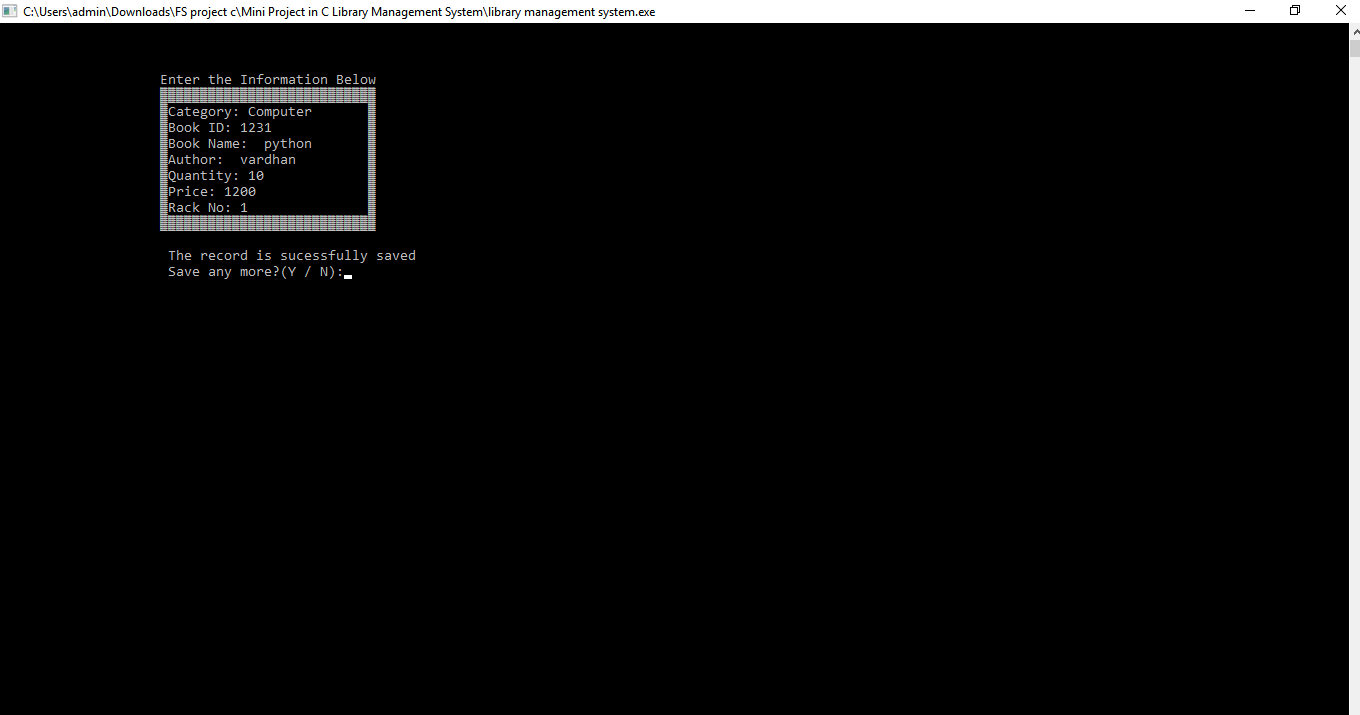 C:\Users\admin\Downloads\FS project c\Mini Project in C Library Management System\library management system.exe
Enter the Information Below
Category: Computer
Book ID: 1231
Book Name:  python
Author:  vardhan
Quantity: 10
Price: 1200
Rack No: 1
The record is sucessfully saved
Save any more?(Y / N):